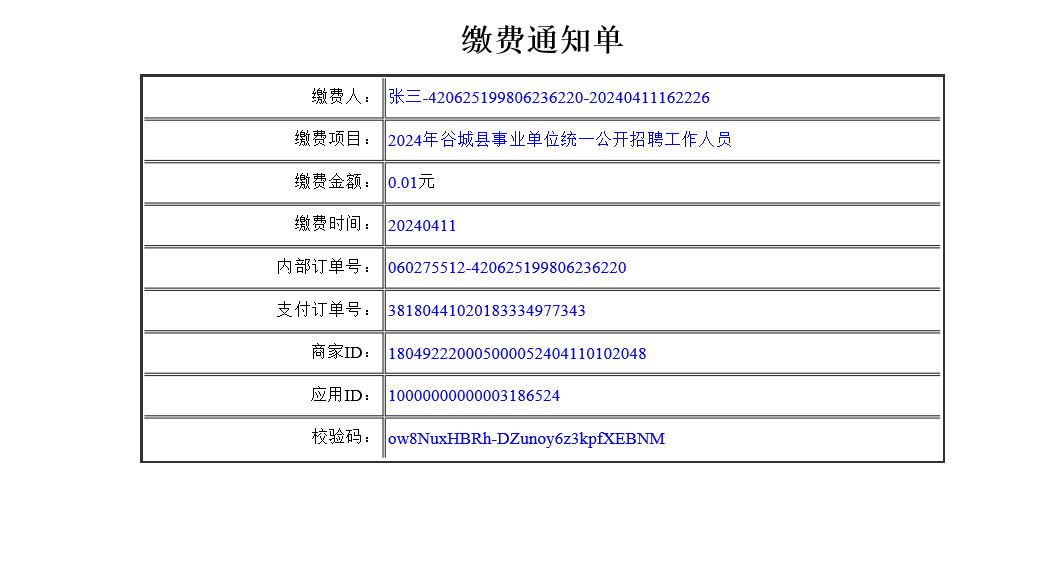 缴费通知单
缴费人： 张三-420625199806236220-20240411162226
缴费项目： 2024年谷城县事业单位统一公开招聘工作人员
缴费金额： 0.01元
缴费时间： 20240411
内部订单号： 060275512-420625199806236220
支付订单号： 38180441020183334977343
商家ID： 180492220005000052404110102048
应用ID： 10000000000003186524
校验码： ow8NuxHBRh-DZunoy6z3kpfXEBNM